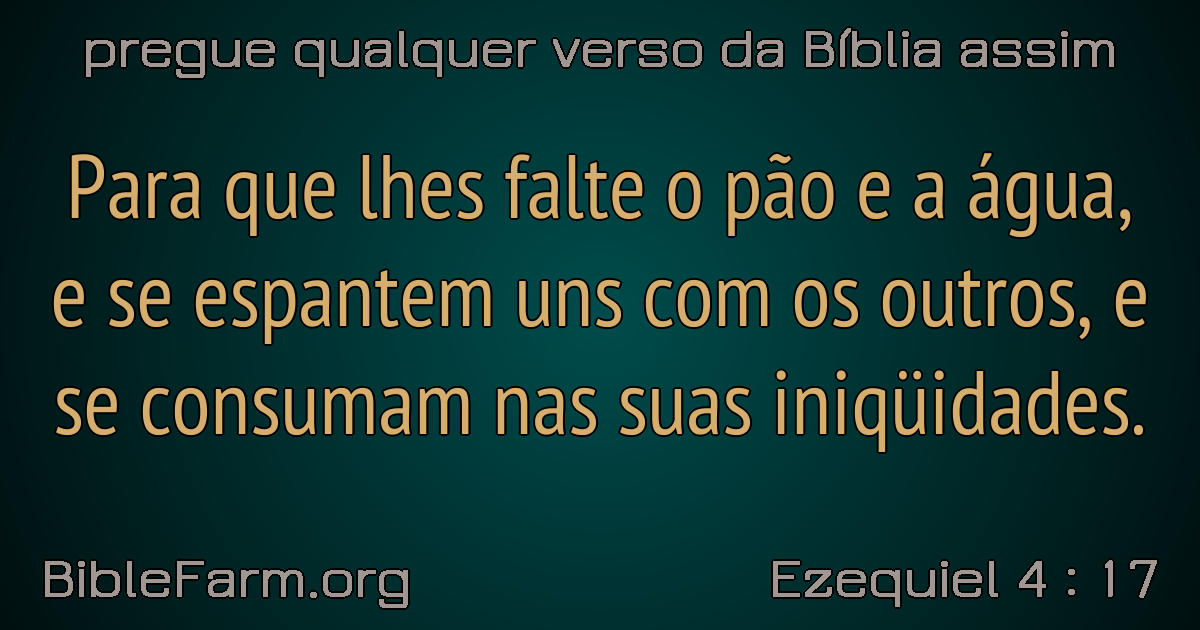 pregue qualquer verso da Bíblia assim
Para que lhes falte o pão e a água,
e se espantem uns com os outros, e
se consumam nas suas iniqüidades.
BibleFarm.org
Ezequiel 4 : 17